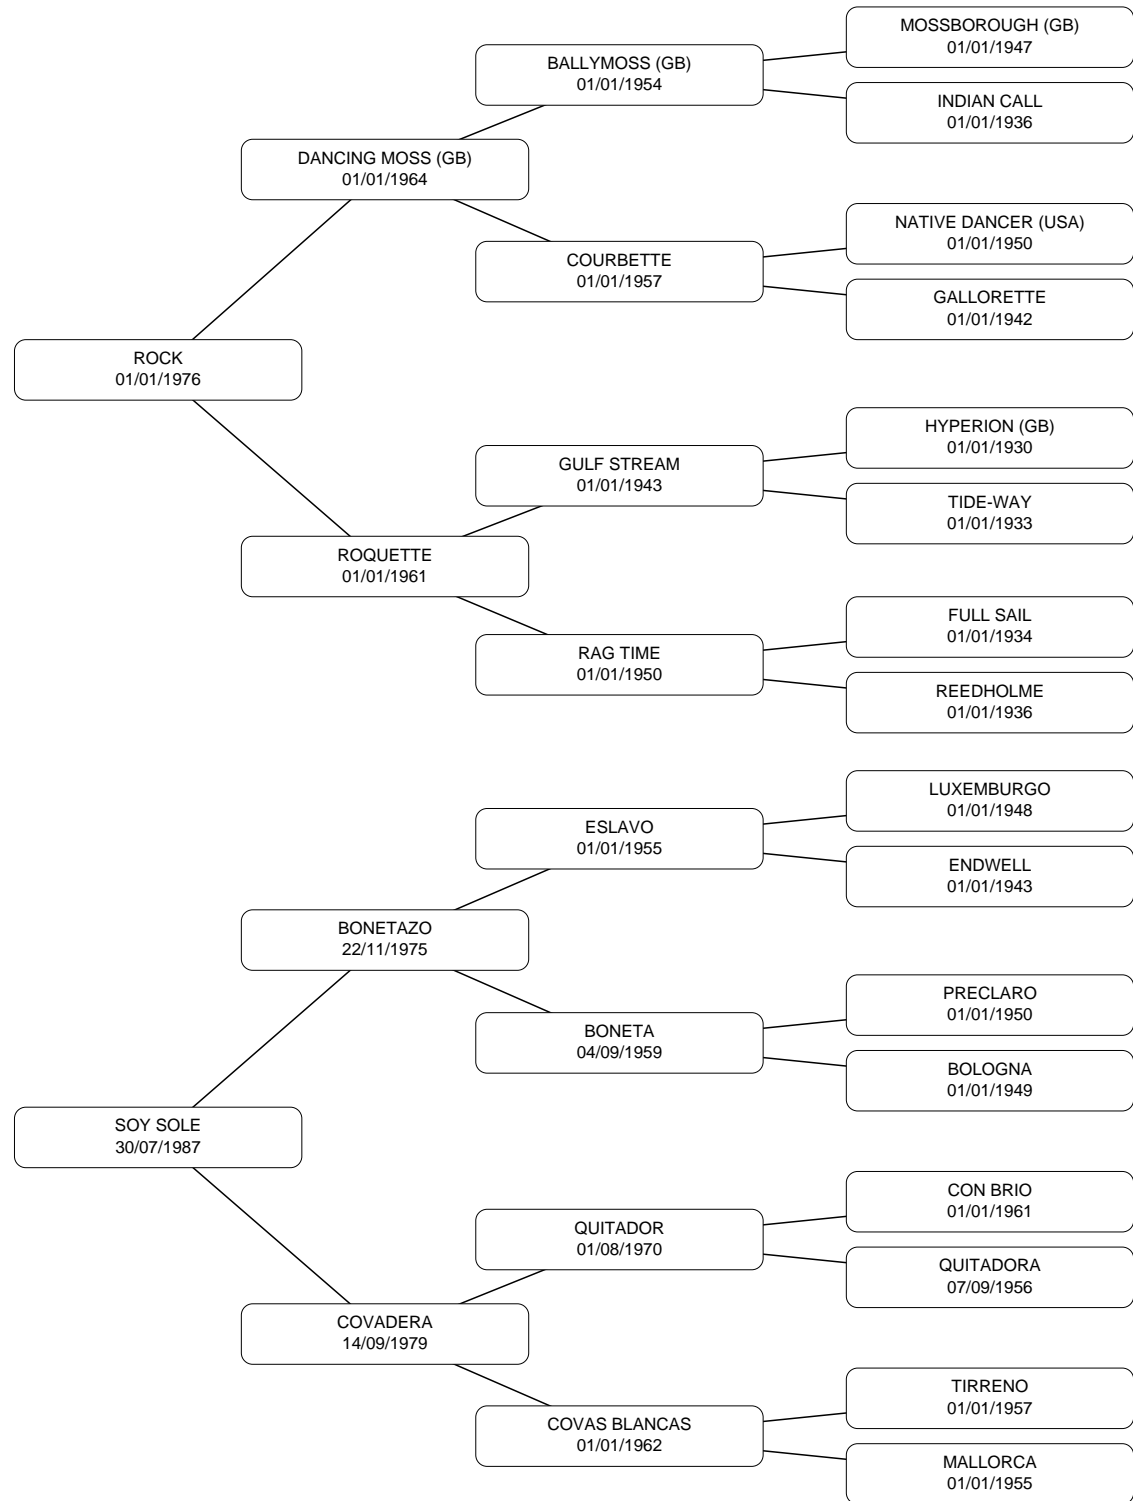 MOSSBOROUGH (GB)
01/01/1947
BALLYMOSS (GB)
01/01/1954
INDIAN CALL
01/01/1936
DANCING MOSS (GB)
01/01/1964
NATIVE DANCER (USA)
01/01/1950
COURBETTE
01/01/1957
GALLORETTE
01/01/1942
ROCK
01/01/1976
HYPERION (GB)
01/01/1930
GULF STREAM
01/01/1943
TIDE-WAY
01/01/1933
ROQUETTE
01/01/1961
FULL SAIL
01/01/1934
RAG TIME
01/01/1950
REEDHOLME
01/01/1936
LUXEMBURGO
01/01/1948
ESLAVO
01/01/1955
ENDWELL
01/01/1943
BONETAZO
22/11/1975
PRECLARO
01/01/1950
BONETA
04/09/1959
BOLOGNA
01/01/1949
SOY SOLE
30/07/1987
CON BRIO
01/01/1961
QUITADOR
01/08/1970
QUITADORA
07/09/1956
COVADERA
14/09/1979
TIRRENO
01/01/1957
COVAS BLANCAS
01/01/1962
MALLORCA
01/01/1955